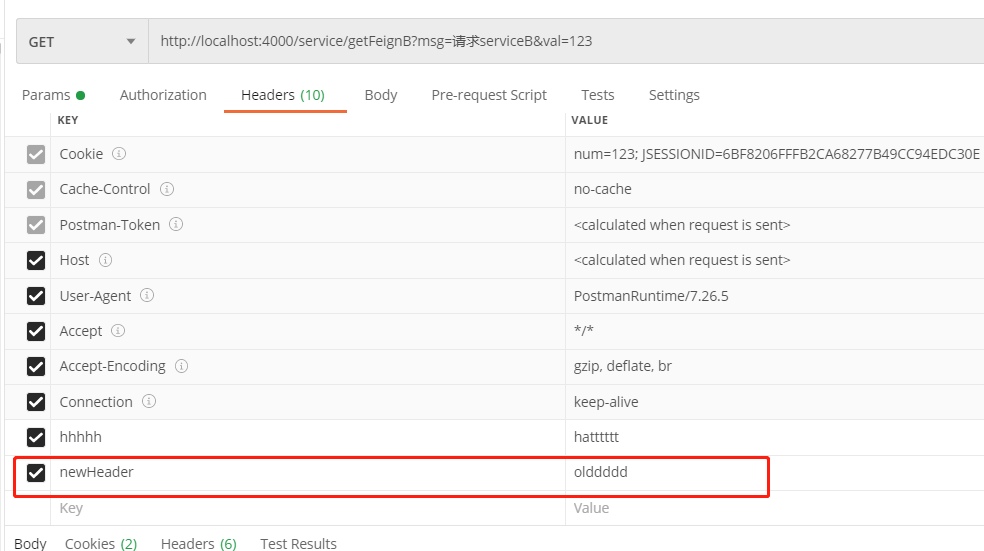 GET http://localhost:4000/service/getFeignB?msg=请求serviceB&val=123
Params Authorization Headers (10) Body Pre-request Script Tests Settings
KEY VALUE
Cookie num=123; JSESSIONID=6BF8206FFFB2CA68277B49CC94EDC30E
Cache-Control no-cache
Postman-Token <calculated when request is sent>
Host <calculated when request is sent>
User-Agent PostmanRuntime/7.26.5
Accept */*
Accept-Encoding gzip, deflate, br
Connection keep-alive
hhhhh hatttttt
newHeader olddddd
Key Value
Body Cookies (2) Headers (6) Test Results